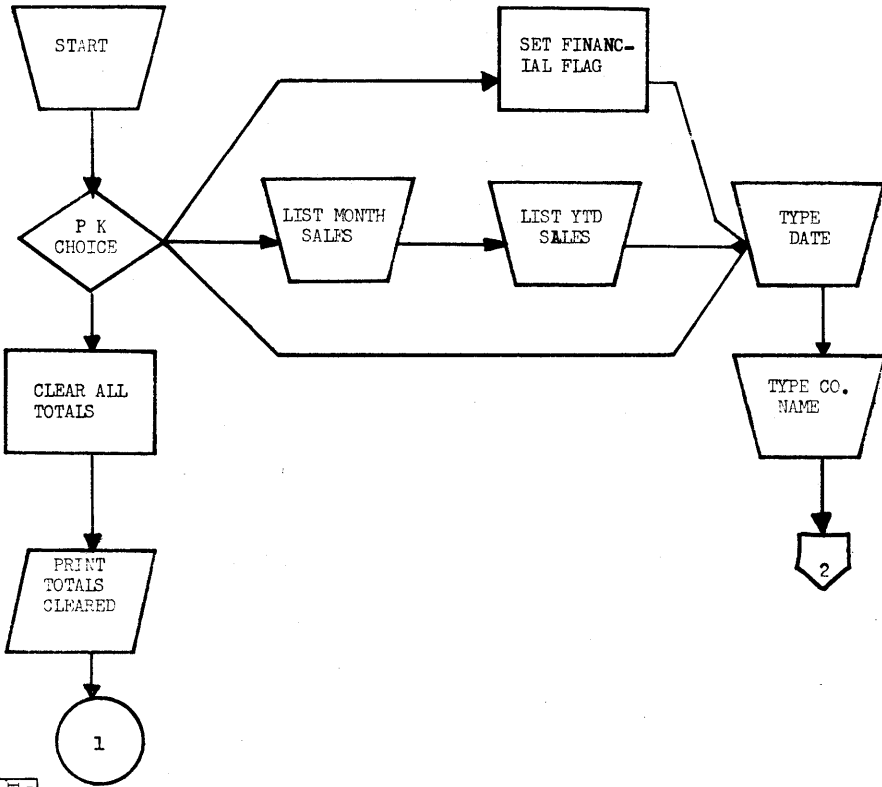 START
SET FINANC-
IAL FLAG
P K
CHOICE
LIST MONTH
SALES
LIST YTD
SALES
TYPE
DATE
CLEAR ALL
TOTALS
TYPE CO.
NAME
PRINT
TOTALS
CLEARED
2
1